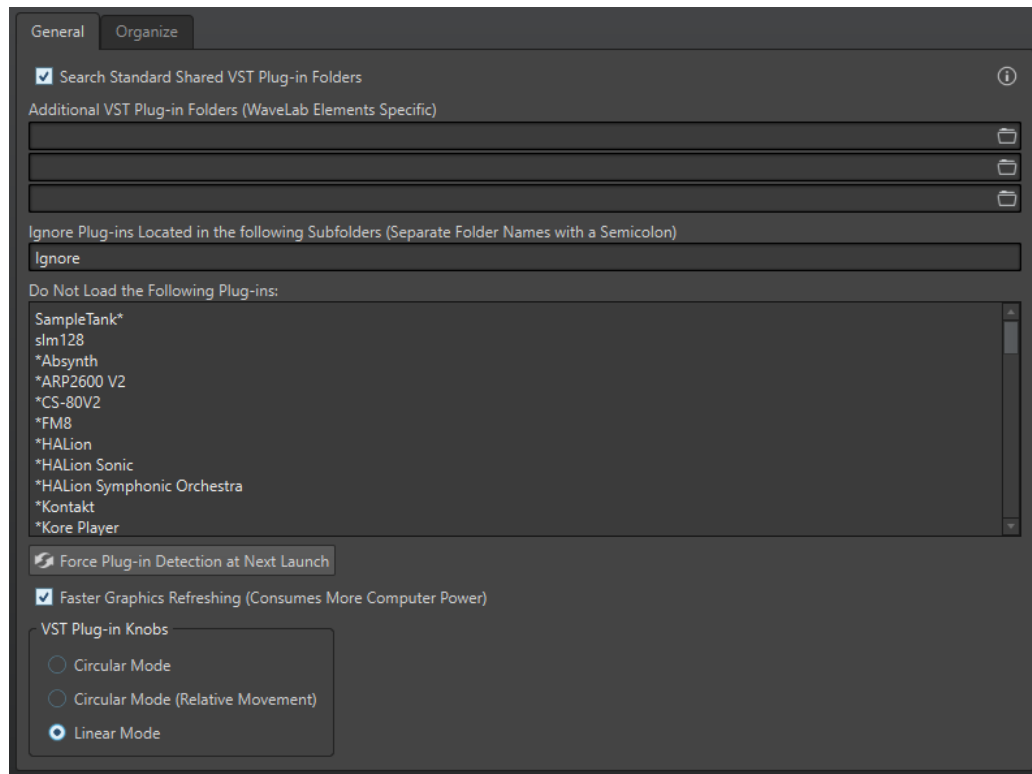 General
Organize
Search Standard Shared VST Plug-in Folders
Additional VST Plug-in Folders (WaveLab Elements Specific)
Ignore Plug-ins Located in the following Subfolders (Separate Folder Names with a Semicolon)
Ignore
Do Not Load the Following Plug-ins:
SampleTank*
slm128
*Absynth
*ARP2600 V2
*CS-80V2
*FM8
*HALion
*HALion Sonic
*HALion Symphonic Orchestra
*Kontakt
*Kore Player
Force Plug-in Detection at Next Launch
Faster Graphics Refreshing (Consumes More Computer Power)
VST Plug-in Knobs
Circular Mode
Circular Mode (Relative Movement)
Linear Mode